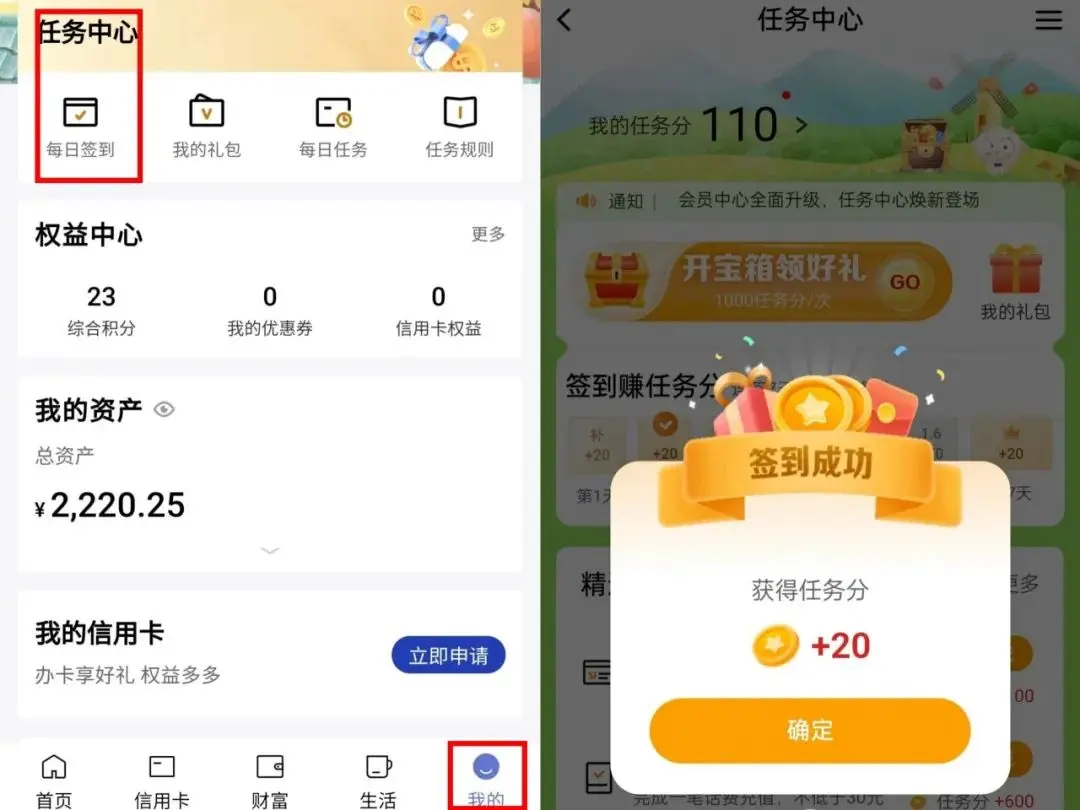 任务中心
每日签到
我的礼包
每日任务
任务规则
权益中心
更多
23
0
0
综合积分
我的优惠券
信用卡权益
我的资产
总资产
¥2,220.25
我的信用卡
办卡享好礼 权益多多
立即申请
首页
信用卡
财富
生活
我的
任务中心
我的任务分 110 >
通知 | 会员中心全面升级，任务中心焕新登场
开宝箱领好礼
1000任务分/次
GO
我的礼包
签到赚任务分
补
+20
+20
1.6
+20
第1天
7天
签到成功
获得任务分
+20
确定
更多
00
完成一笔话费充值，不低于30元
任务分 +600